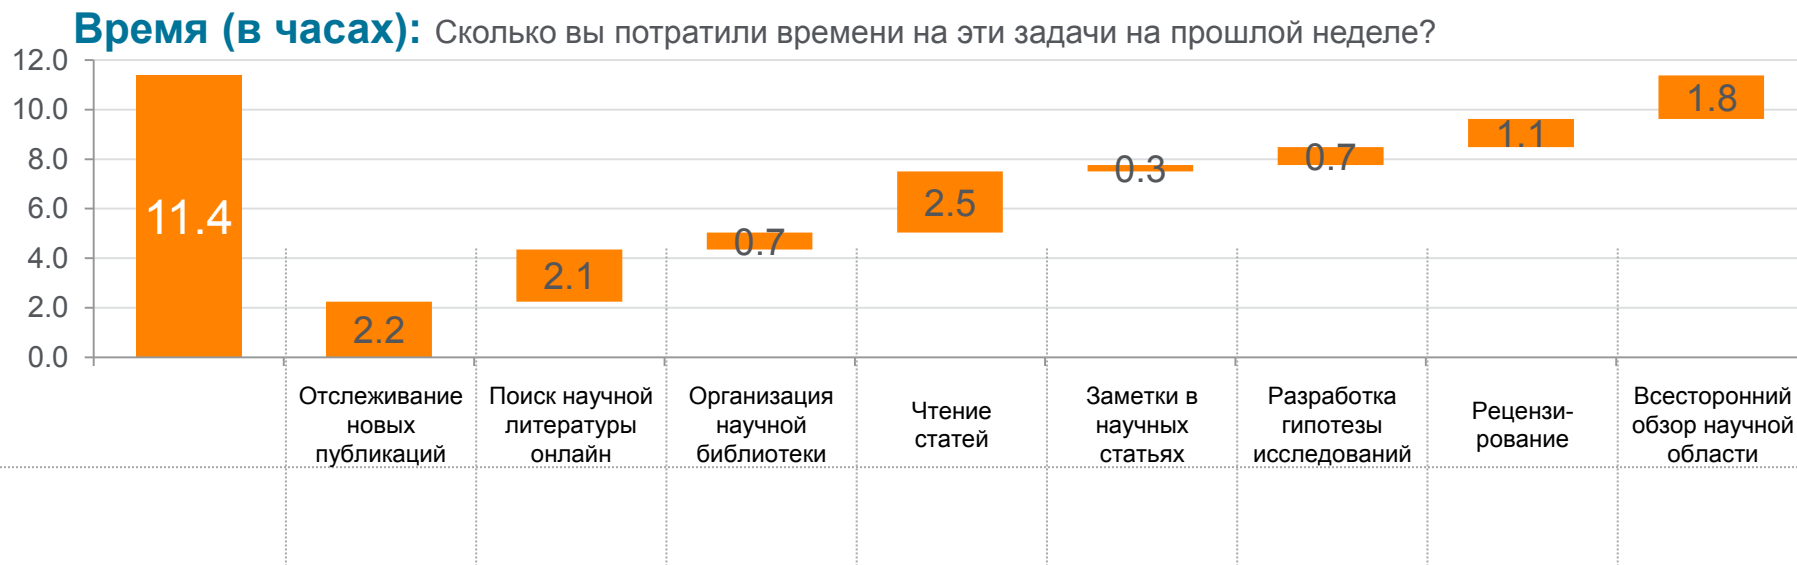 Время (в часах): Сколько вы потратили времени на эти задачи на прошлой неделе?
12.0
10.0
8.0
6.0
4.0
2.0
0.0
11.4
2.2
2.1
0.7
2.5
0.3
0.7
1.1
1.8
Отслеживание
новых
публикаций
Поиск научной
литературы
онлайн
Организация
научной
библиотеки
Чтение
статей
Заметки в
научных
статьях
Разработка
гипотезы
исследований
Рецензи-
рование
Всесторонний
обзор научной
области